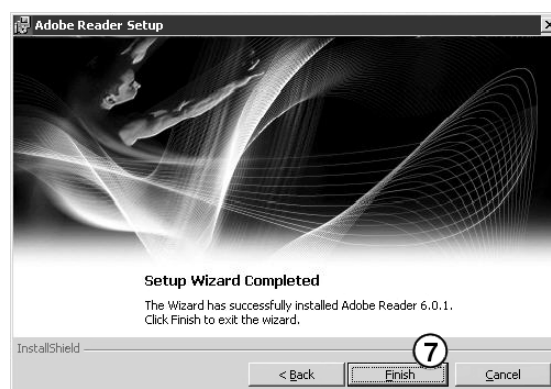 Adobe Reader Setup
Setup Wizard Completed
The Wizard has successfully installed Adobe Reader 6.0.1.
Click Finish to exit the wizard.
InstallShield
7
< Back Finish Cancel